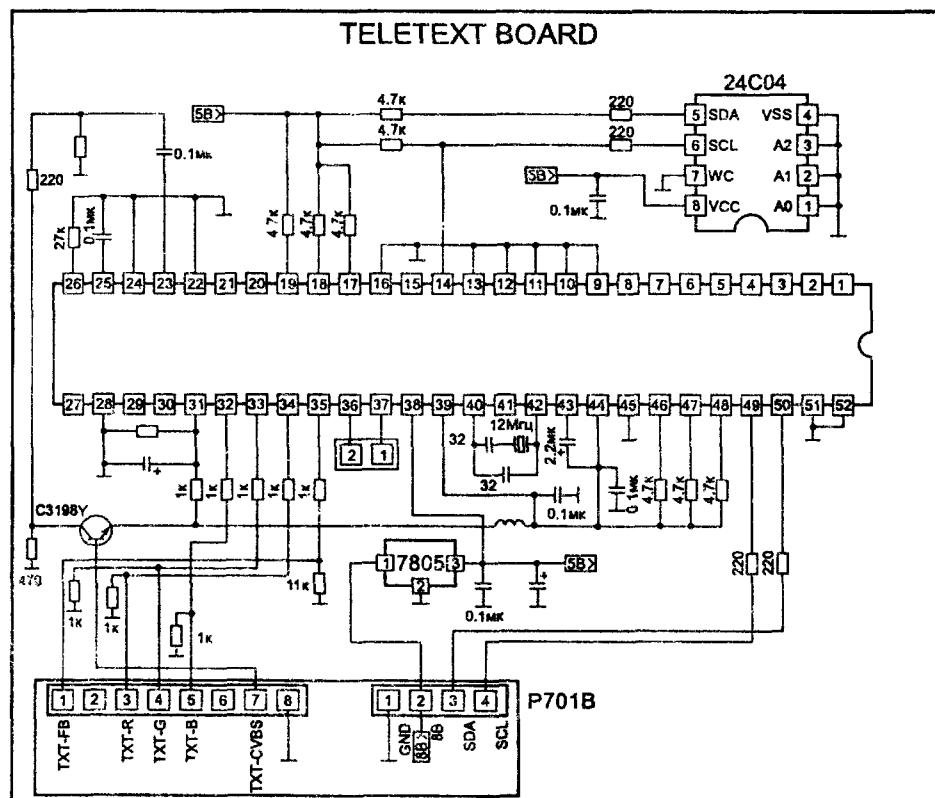 TELETEXT BOARD
24C04
5В 4.7к 220 5 SDA VSS 4
4.7к 220 6 SCL A2 3
0.1мк 5В 7 WC A1 2
220 0.1мк 8 VCC A0 1
27к 0.1мк 4.7к 4.7к 4.7к
26 25 24 23 22 21 20 19 18 17 16 15 14 13 12 11 10 9 8 7 6 5 4 3 2 1
27 28 29 30 31 32 33 34 35 36 37 38 39 40 41 42 43 44 45 46 47 48 49 50 51 52
12Мгц
32 2.2мк
2 1
32
+ 1к 1к 1к 1к 1к 0.1мк 0.1мк 4.7к 4.7к 4.7к
C3198Y
1 7805 3 5В 220 220
2 +
470 1к 1к 11к 0.1мк
1к
1 2 3 4 5 6 7 8 1 2 3 4 P701B
TXT-FB TXT-R TXT-G TXT-B TXT-CVBS GND 8В 8В SDA SCL